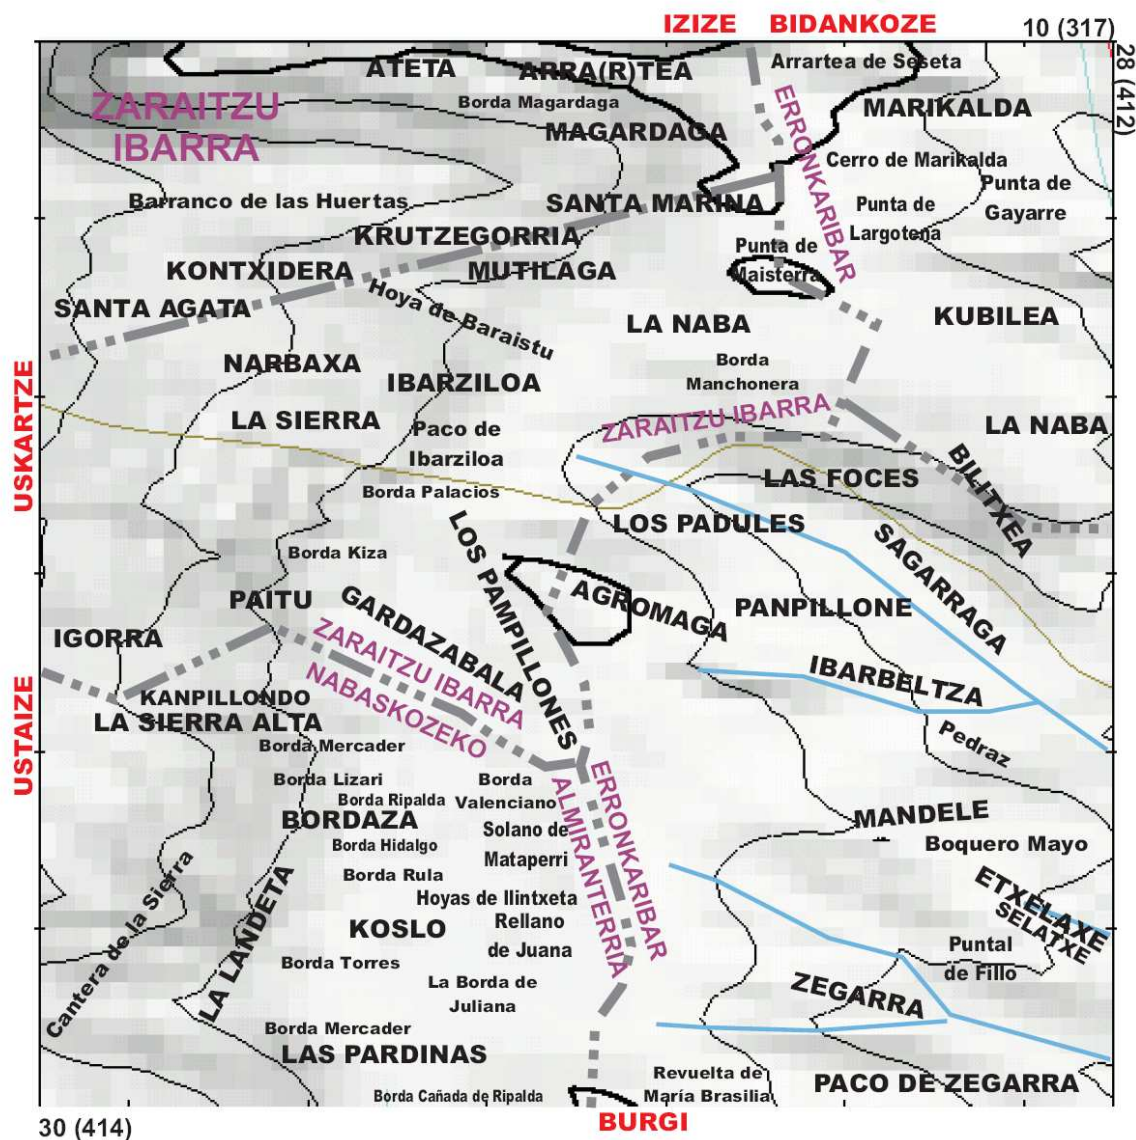 IZIZE BIDANKOZE
10 (317)
28 (412)
ATETA
ARRA(R)TEA
Arrartea de Seseta
ZARAITZU
IBARRA
Borda Magardaga
MAGARDAGA
ERRONKARIBAR
MARIKALDA
Cerro de Marikalda
Punta de
Gayarre
Barranco de las Huertas
SANTA MARINA
Punta de
Largotena
KRUTZEGORRIA
Punta de
Maisterra
KONTXIDERA
MUTILAGA
SANTA AGATA
Hoya de Baraistu
LA NABA
KUBILEA
NARBAXA
IBARZILOA
Borda
Manchonera
USKARTZE
LA SIERRA
Paco de
Ibarziloa
ZARAITZU IBARRA
LA NABA
BILITXEA
LAS FOCES
Borda Palacios
LOS PADULES
SAGARRAGA
Borda Kiza
LOS PAMPILLONES
PAITU
GARDAZABALA
AGROMAGA
PANPILLONE
IGORRA
ZARAITZU IBARRA
NABASKOZEKO
IBARBELTZA
USTAIZE
KANPILLONDO
LA SIERRA ALTA
Pedraz
Borda Mercader
Borda Lizari
Borda
Valenciano
Borda Ripalda
ALMIRANTERRIA
ERRONKARIBAR
BORDAZA
Solano de
Mataperri
MANDELE
Borda Hidalgo
Boquero Mayo
Borda Rula
Cantera de la Sierra
LA LANDETA
Hoyas de Ilintxeta
ETXELAXE
SELATXE
KOSLO
Rellano
de Juana
Puntal
de Fillo
Borda Torres
La Borda de
Juliana
ZEGARRA
Borda Mercader
LAS PARDINAS
Revuelta de
María Brasilia
PACO DE ZEGARRA
Borda Cañada de Ripalda
BURGI
30 (414)